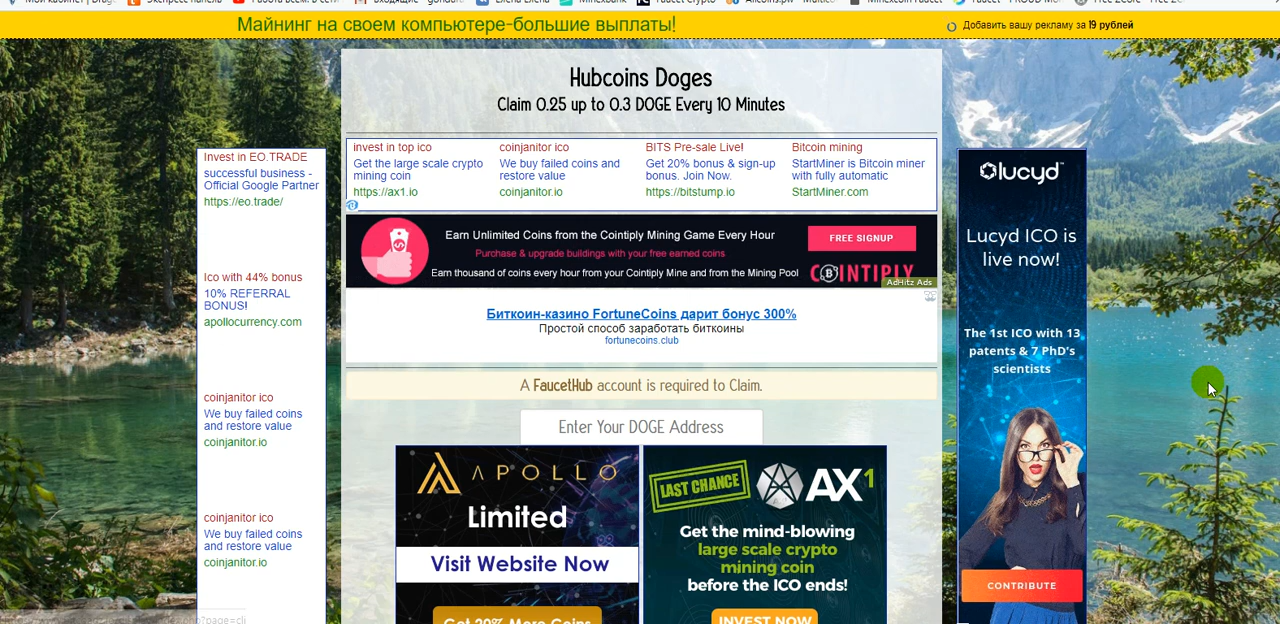 Майнинг на своем компьютере-большие выплаты!
Добавить вашу рекламу за 19 рублей
Hubcoins Doges
Claim 0.25 up to 0.3 DOGE Every 10 Minutes
invest in top ico
Get the large scale crypto
mining coin
https://ax1.io
coinjanitor ico
We buy failed coins and
restore value
coinjanitor.io
BITS Pre-sale Live!
Get 20% bonus & sign-up
bonus. Join Now.
https://bitstump.io
Bitcoin mining
StartMiner is Bitcoin miner
with fully automatic
StartMiner.com
Invest in EO.TRADE
successful business -
Official Google Partner
https://eo.trade/
Ico with 44% bonus
10% REFERRAL
BONUS!
apollocurrency.com
coinjanitor ico
We buy failed coins
and restore value
coinjanitor.io
coinjanitor ico
We buy failed coins
and restore value
coinjanitor.io
Earn Unlimited Coins from the Cointiply Mining Game Every Hour
Purchase & upgrade buildings with your free earned coins
Earn thousand of coins every hour from your Cointiply Mine and from the Mining Pool
FREE SIGNUP
COINTIPLY
AdHitz Ads
Биткоин-казино FortuneCoins дарит бонус 300%
Простой способ заработать биткоины
fortunecoins.club
A FaucetHub account is required to Claim.
Enter Your DOGE Address
APOLLO
Limited
Visit Website Now
Get 20% More Coins
LAST CHANCE
AX1
Get the mind-blowing
large scale crypto
mining coin
before the ICO ends!
INVEST NOW
lucyd
Lucyd ICO is
live now!
The 1st ICO with 13
patents & 7 PhD's
scientists
CONTRIBUTE